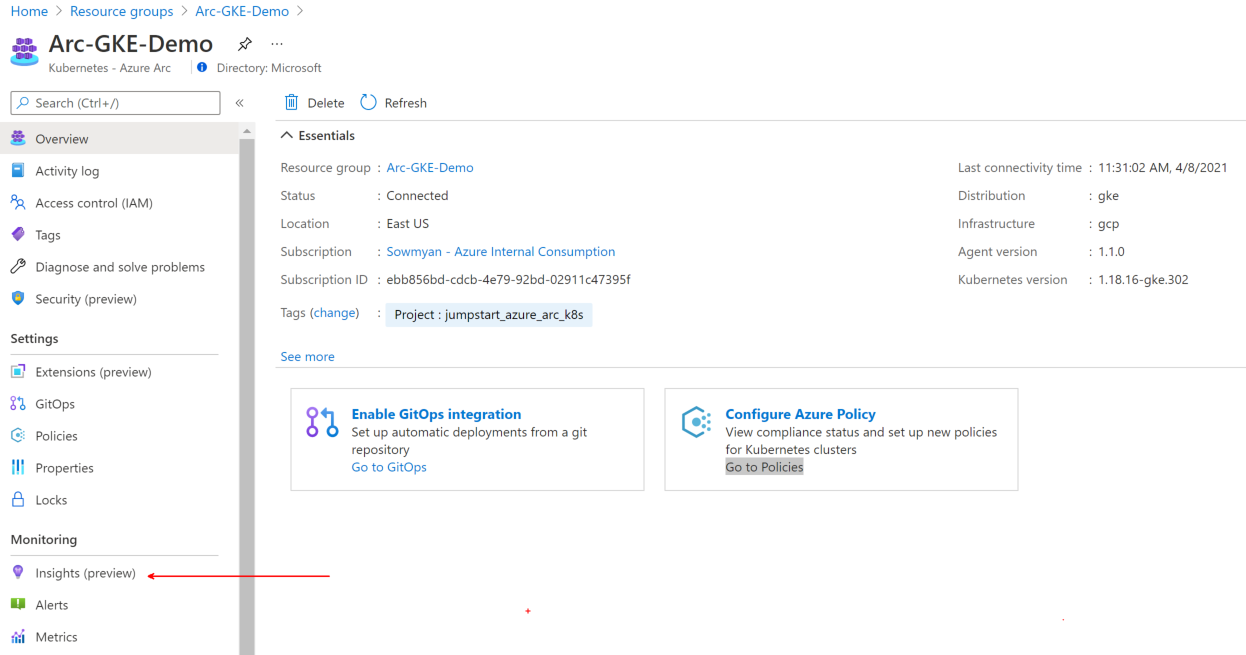 Home > Resource groups > Arc-GKE-Demo >
Arc-GKE-Demo ...
Kubernetes - Azure Arc Directory: Microsoft
Search (Ctrl+/) «
Overview
Activity log
Access control (IAM)
Tags
Diagnose and solve problems
Security (preview)
Settings
Extensions (preview)
GitOps
Policies
Properties
Locks
Monitoring
Insights (preview)
Alerts
Metrics
Delete Refresh
Essentials
Resource group : Arc-GKE-Demo
Status : Connected
Location : East US
Subscription : Sowmyan - Azure Internal Consumption
Subscription ID : ebb856bd-cdcb-4e79-92bd-02911c47395f
Tags (change) : Project : jumpstart_azure_arc_k8s
See more
Last connectivity time : 11:31:02 AM, 4/8/2021
Distribution : gke
Infrastructure : gcp
Agent version : 1.1.0
Kubernetes version : 1.18.16-gke.302
Enable GitOps integration
Set up automatic deployments from a git
repository
Go to GitOps
Configure Azure Policy
View compliance status and set up new policies
for Kubernetes clusters
Go to Policies